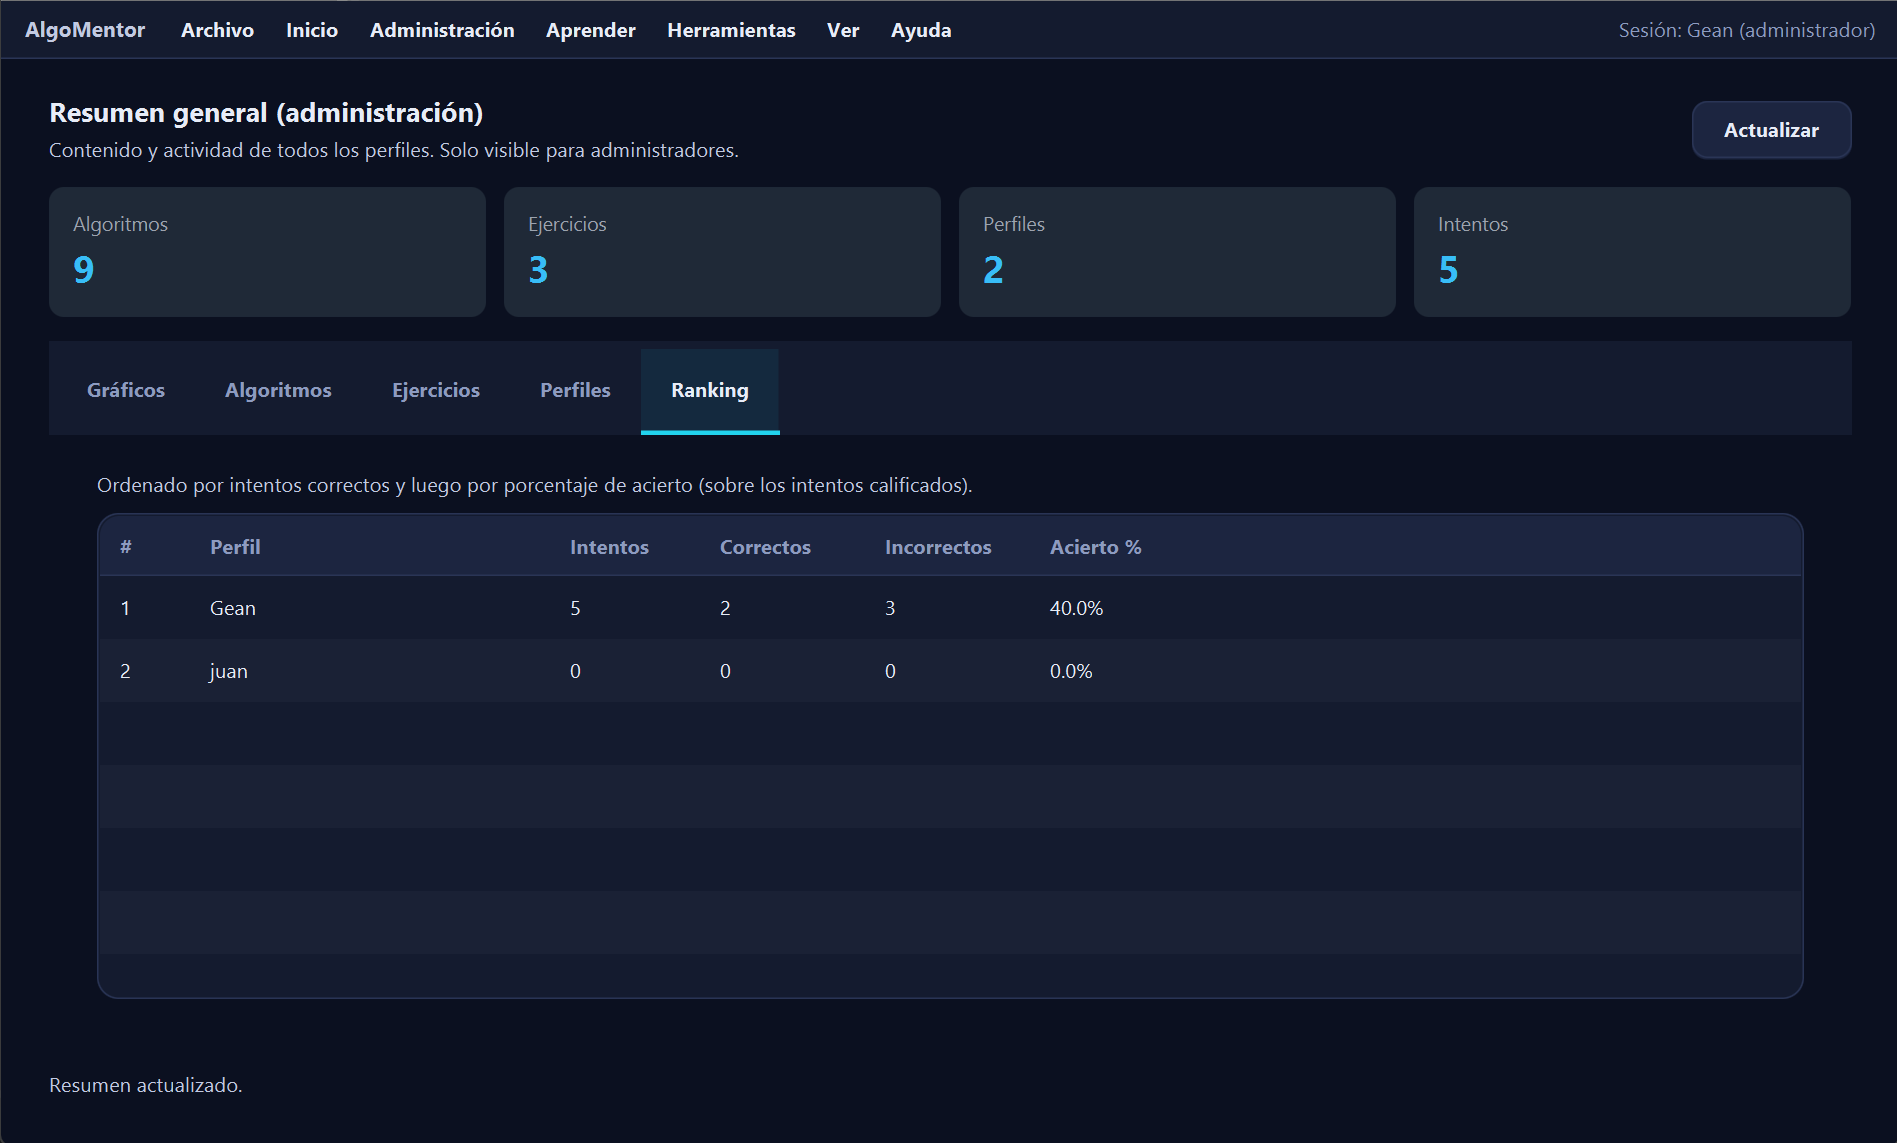 AlgoMentor Archivo Inicio Administración Aprender Herramientas Ver Ayuda Sesión: Gean (administrador)
Resumen general (administración)
Contenido y actividad de todos los perfiles. Solo visible para administradores.
Actualizar
Algoritmos Ejercicios Perfiles Intentos
9 3 2 5
Gráficos Algoritmos Ejercicios Perfiles Ranking
Ordenado por intentos correctos y luego por porcentaje de acierto (sobre los intentos calificados).
# Perfil Intentos Correctos Incorrectos Acierto %
1 Gean 5 2 3 40.0%
2 juan 0 0 0 0.0%
Resumen actualizado.